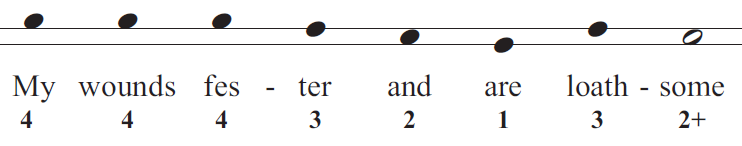 My wounds fes - ter and are loath - some
4 4 4 3 2 1 3 2+